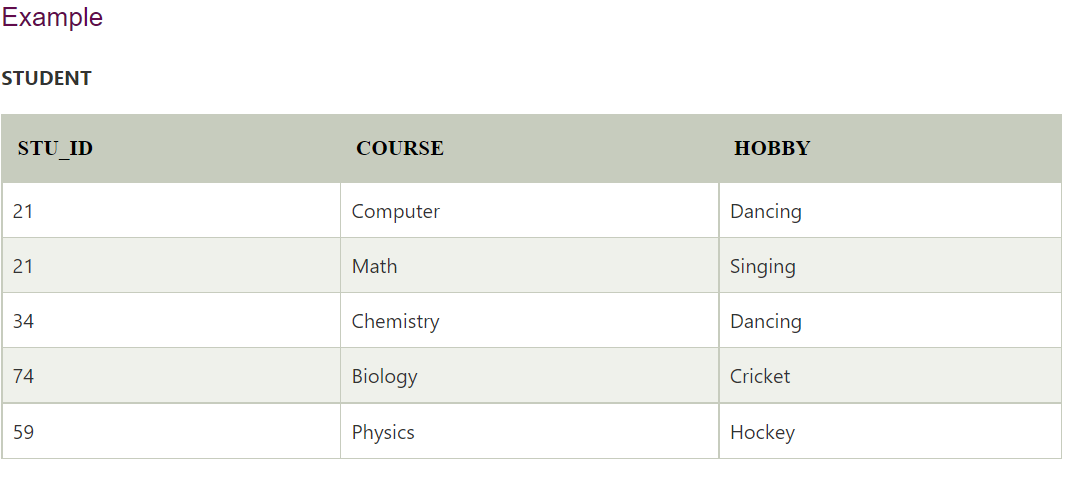 Example
STUDENT
STU_ID COURSE HOBBY
21 Computer Dancing
21 Math Singing
34 Chemistry Dancing
74 Biology Cricket
59 Physics Hockey